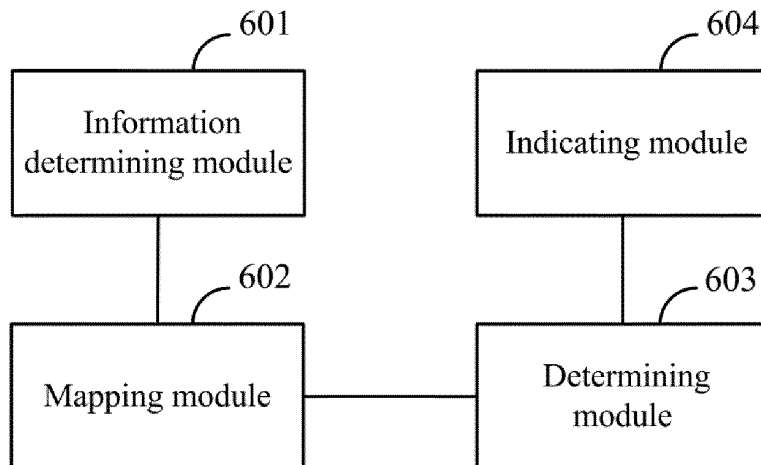 601
Information
determining module
604
Indicating module
602
Mapping module
603
Determining
module